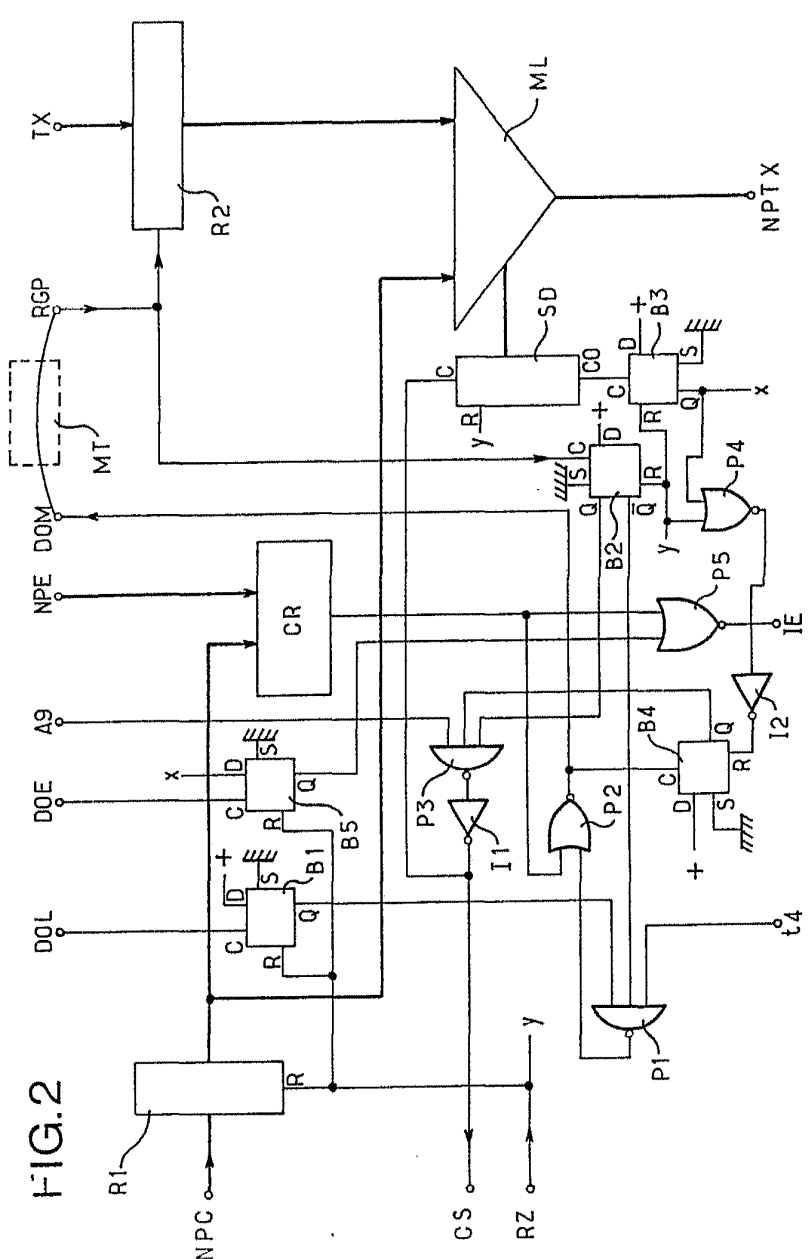 FIG.2
NPC
R1
R
RZ
y
CS
DOL
C
D
+
S
R
Q
B1
DOE
x
C
D
S
R
Q
B5
A9
NPE
CR
DOM
MT
RGP
TX
R2
ML
NPTX
C
SD
R
y
CO
C
D
+
B3
R
S
Q
x
S
C
D
+
Q
Q̅
R
B2
y
P4
P5
IE
P3
I1
P2
B4
C
D
S
+
Q
R
I2
P1
t4